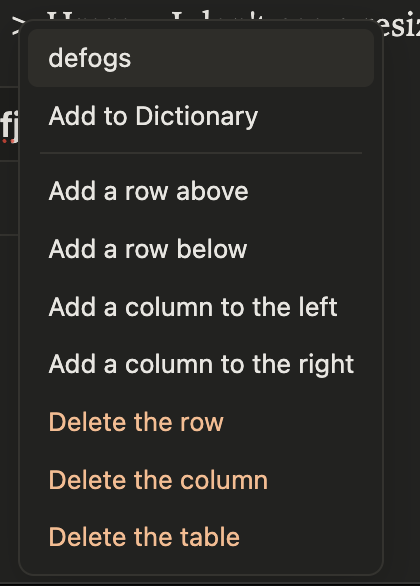 defogs
Add to Dictionary
fj
Add a row above
Add a row below
Add a column to the left
Add a column to the right
Delete the row
Delete the column
Delete the table